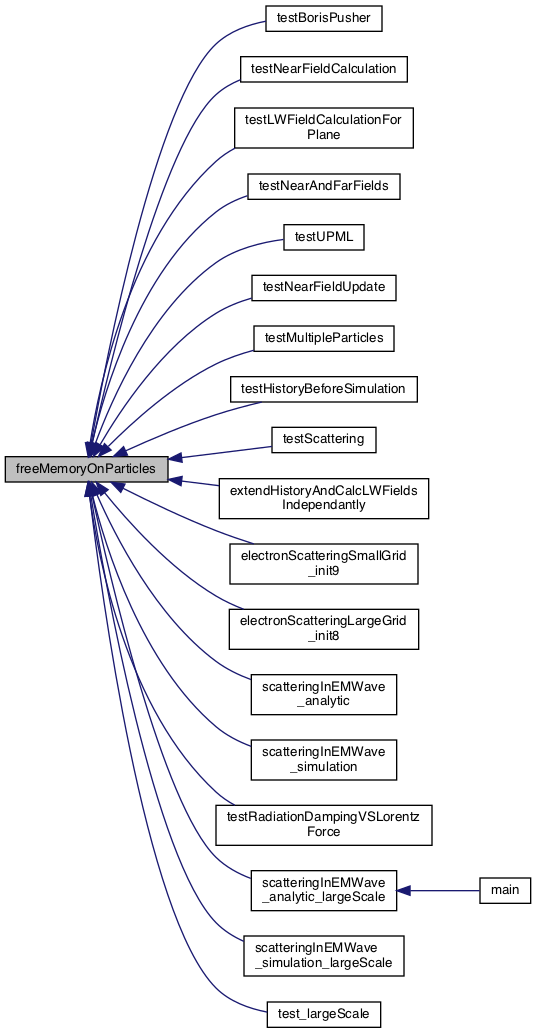 testBorisPusher
testNearFieldCalculation
testLWFieldCalculationFor
Plane
testNearAndFarFields
testUPML
testNearFieldUpdate
testMultipleParticles
testHistoryBeforeSimulation
testScattering
freeMemoryOnParticles
extendHistoryAndCalcLWFields
Independantly
electronScatteringSmallGrid
_init9
electronScatteringLargeGrid
_init8
scatteringInEMWave
_analytic
scatteringInEMWave
_simulation
testRadiationDampingVSLorentz
Force
scatteringInEMWave
_analytic_largeScale
main
scatteringInEMWave
_simulation_largeScale
test_largeScale